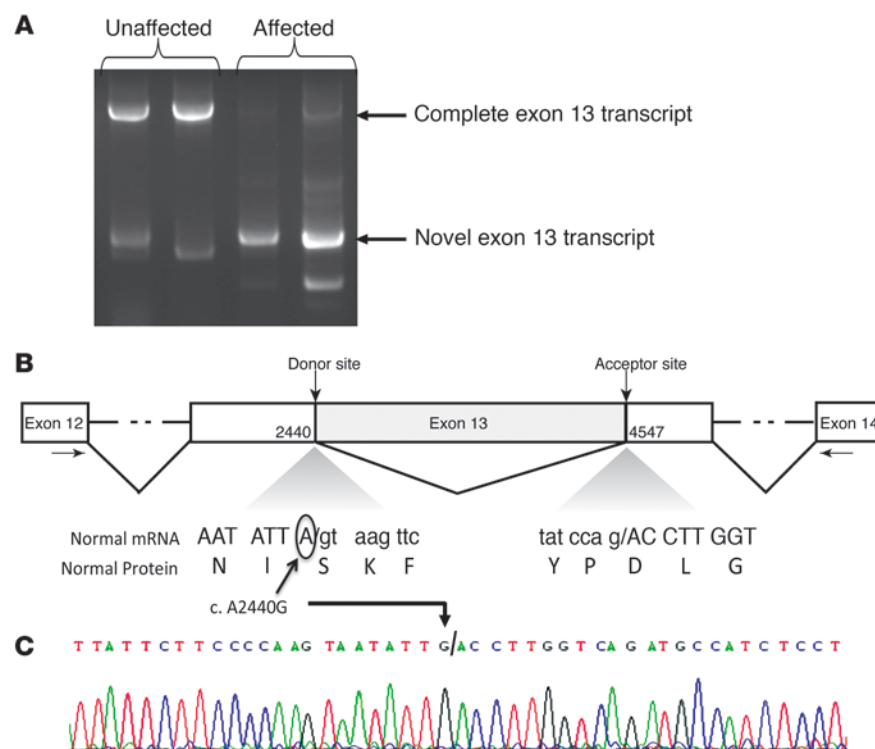 A
Unaffected Affected
Complete exon 13 transcript
Novel exon 13 transcript
B
Donor site Acceptor site
Exon 12 2440 Exon 13 4547 Exon 14
Normal mRNA AAT ATT A/gt aag ttc tat cca g/AC CTT GGT
Normal Protein N I S K F Y P D L G
c. A2440G
C
T T A T T C T T C C C C A A G T A A T A T T G / A C C T T G G T C A G A T G C C A T C T C C T